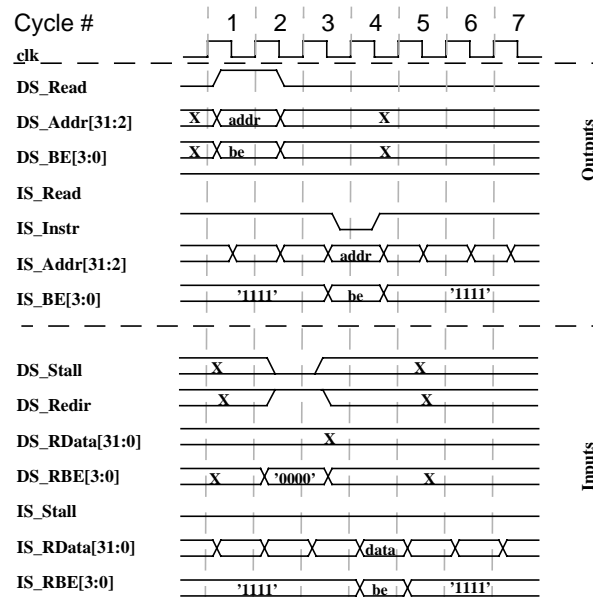 Cycle # 1 2 3 4 5 6 7
clk
DS_Read
DS_Addr[31:2] X addr X
DS_BE[3:0] X be X
IS_Read
IS_Instr
IS_Addr[31:2] addr
IS_BE[3:0] '1111' be '1111'
Outputs
DS_Stall X X
DS_Redir X X
DS_RData[31:0] X
DS_RBE[3:0] X '0000' X
IS_Stall
IS_RData[31:0] data
IS_RBE[3:0] '1111' be '1111'
Inputs